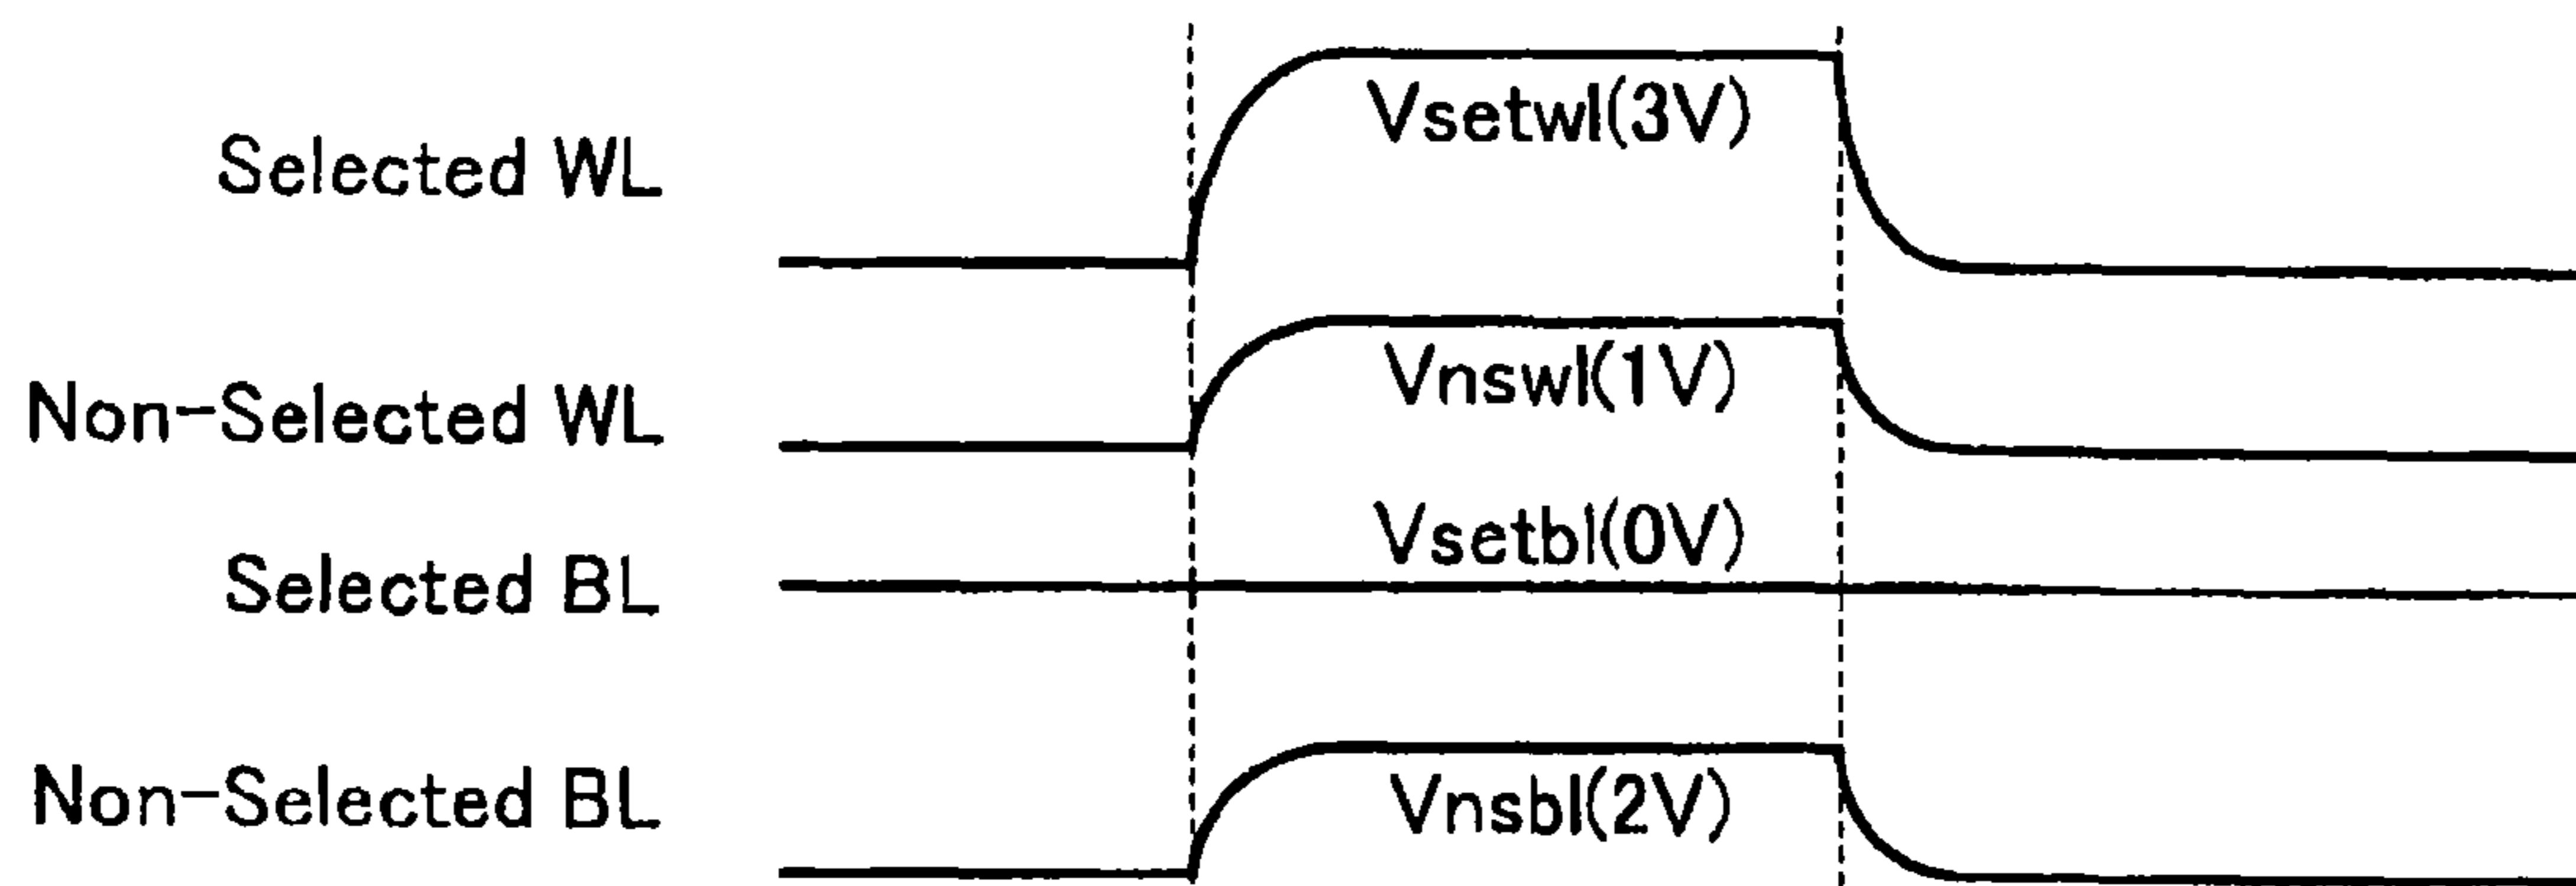 Selected WL
Vsetwl(3V)
Non-Selected WL
Vnswl(1V)
Selected BL
Vsetbl(0V)
Non-Selected BL
Vnsbl(2V)